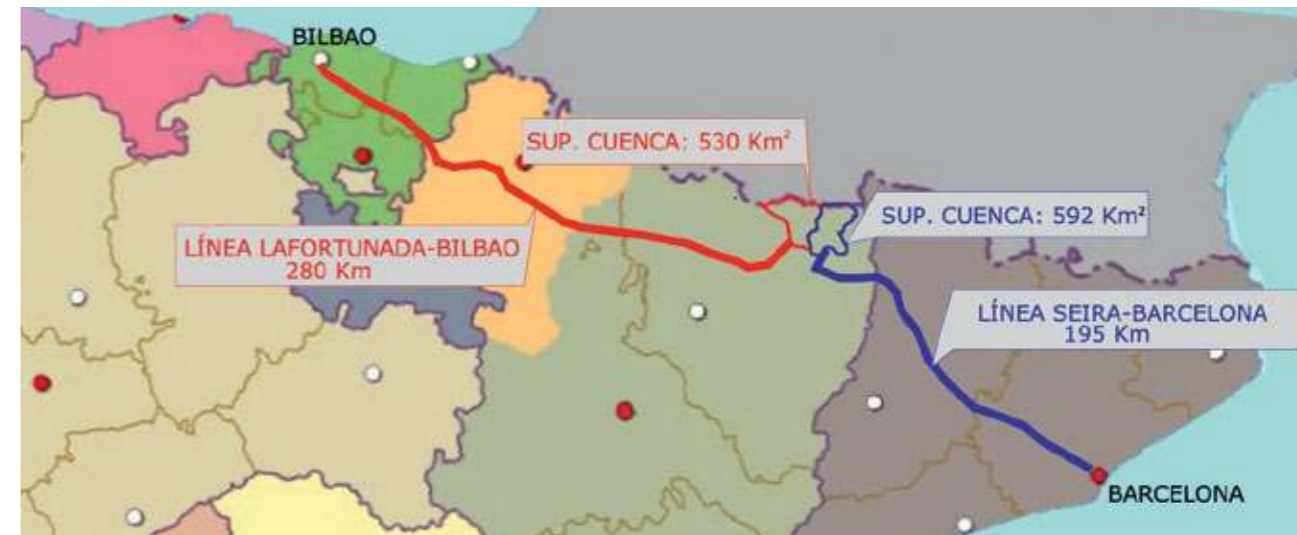 BILBAO
SUP. CUENCA: 530 Km²
SUP. CUENCA: 592 Km²
LÍNEA LAFORTUNADA-BILBAO
280 Km
LÍNEA SEIRA-BARCELONA
195 Km
BARCELONA